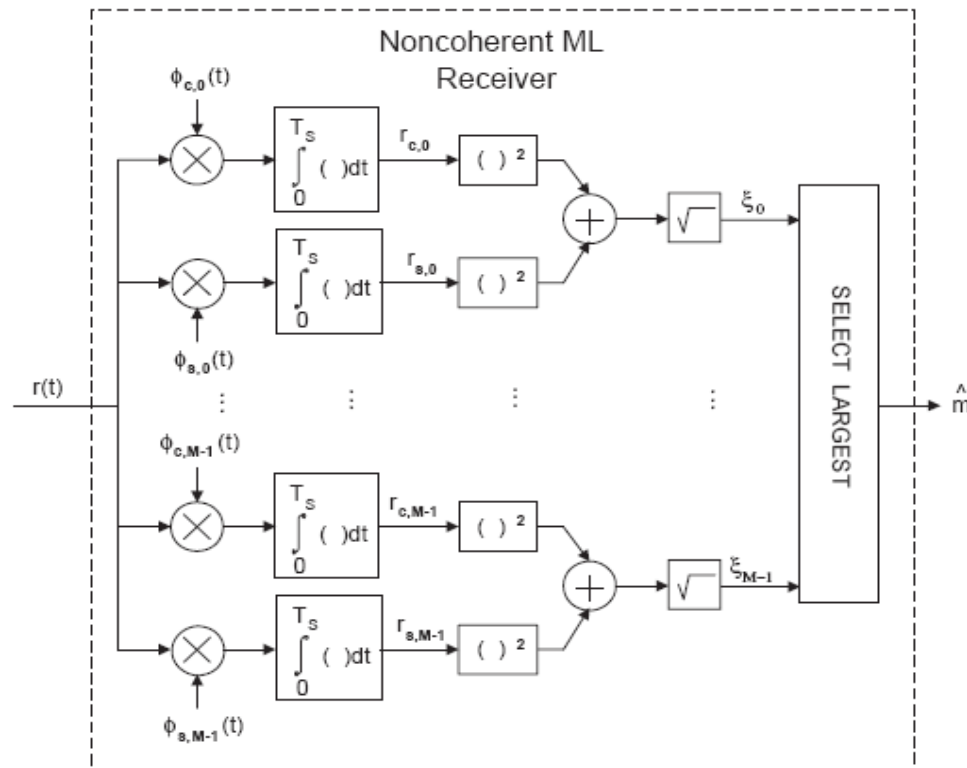 Noncoherent ML
Receiver
ϕc,0(t)
Ts
∫ ( )dt
0
rc,0
( ) ²
+
√
ξ0
Ts
∫ ( )dt
0
rs,0
( ) ²
ϕs,0(t)
r(t)
SELECT LARGEST
m̂
ϕc,M-1(t)
Ts
∫ ( )dt
0
rc,M-1
( ) ²
+
√
ξM-1
Ts
∫ ( )dt
0
rs,M-1
( ) ²
ϕs,M-1(t)